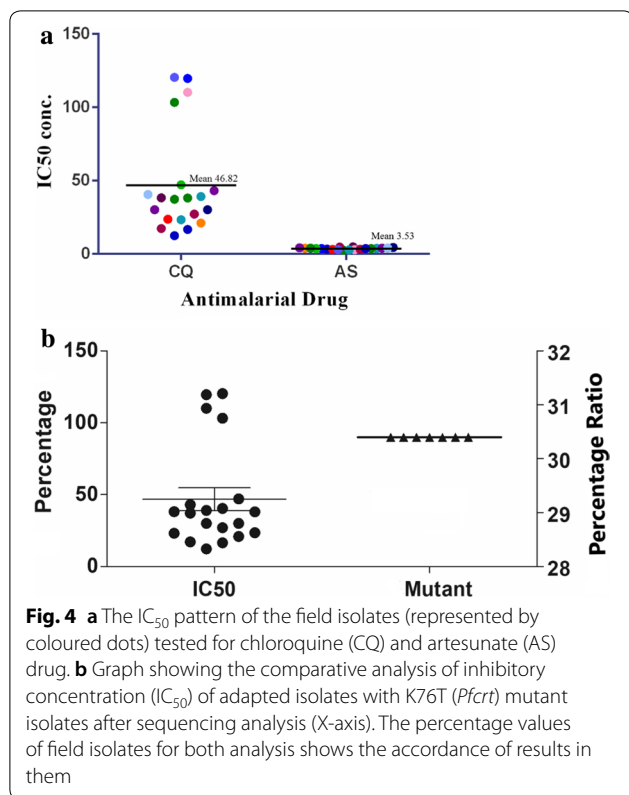 a
150
100
50
0
IC50 conc.
Mean 46.82
Mean 3.53
CQ
AS
Antimalarial Drug
b
150
100
50
0
Percentage
32
31
30
29
28
Percentage Ratio
IC50
Mutant
Fig. 4 a The IC50 pattern of the field isolates (represented by
coloured dots) tested for chloroquine (CQ) and artesunate (AS)
drug. b Graph showing the comparative analysis of inhibitory
concentration (IC50) of adapted isolates with K76T (Pfcrt) mutant
isolates after sequencing analysis (X-axis). The percentage values
of field isolates for both analysis shows the accordance of results in
them